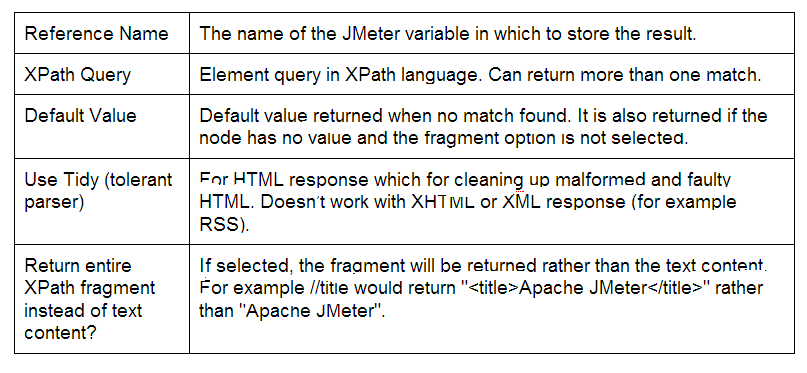 Reference Name
The name of the JMeter variable in which to store the result.
XPath Query
Element query in XPath language. Can return more than one match.
Default Value
Default value returned when no match found. It is also returned if the
node has no value and the fragment option is not selected.
Use Tidy (tolerant
parser)
For HTML response which for cleaning up malformed and faulty
HTML. Doesn't work with XHTML or XML response (for example
RSS).
Return entire
XPath fragment
instead of text
content?
If selected, the fragment will be returned rather than the text content.
For example //title would return "<title>Apache JMeter</title>" rather
than "Apache JMeter".